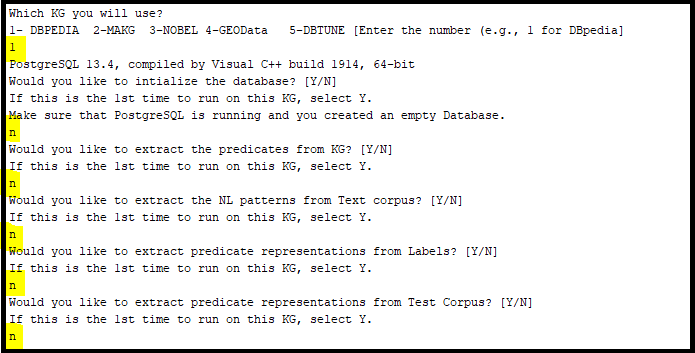 Which KG you will use?
1- DBPEDIA  2-MAKG  3-NOBEL 4-GEOData   5-DBTUNE [Enter the number (e.g., 1 for DBpedia]
1
PostgreSQL 13.4, compiled by Visual C++ build 1914, 64-bit
Would you like to intialize the database? [Y/N]
If this is the 1st time to run on this KG, select Y.
Make sure that PostgreSQL is running and you created an empty Database.
n
Would you like to extract the predicates from KG? [Y/N]
If this is the 1st time to run on this KG, select Y.
n
Would you like to extract the NL patterns from Text corpus? [Y/N]
If this is the 1st time to run on this KG, select Y.
n
Would you like to extract predicate representations from Labels? [Y/N]
If this is the 1st time to run on this KG, select Y.
n
Would you like to extract predicate representations from Test Corpus? [Y/N]
If this is the 1st time to run on this KG, select Y.
n